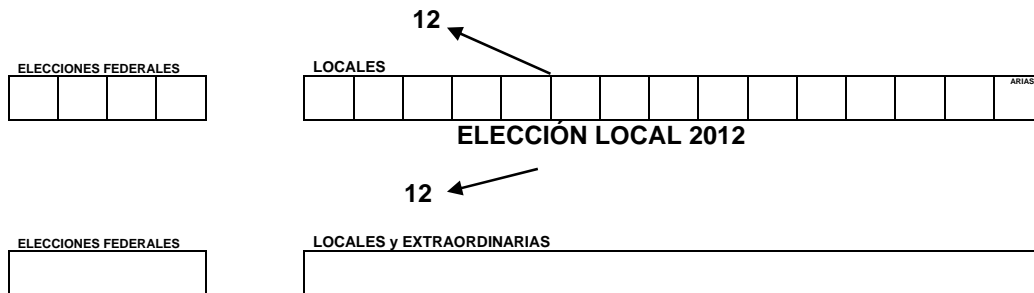 12
ELECCIONES FEDERALES
LOCALES
ARIAS
ELECCIÓN LOCAL 2012
12
ELECCIONES FEDERALES
LOCALES y EXTRAORDINARIAS